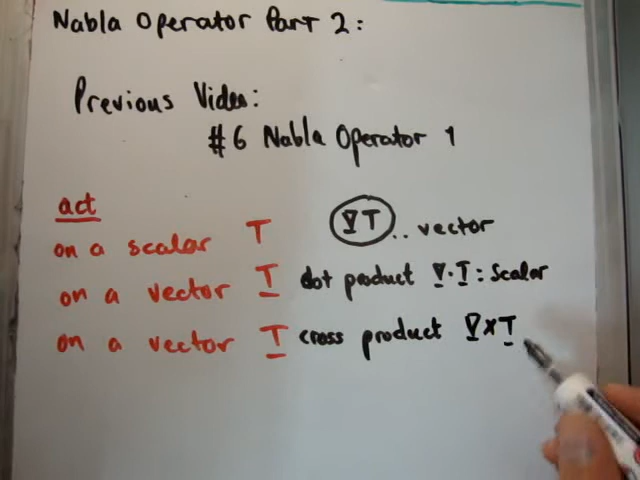 Nabla Operator Part 2:
Previous Video:
#6 Nabla Operator 1
act
on a scalar T ∇T .. vector
on a vector T dot product ∇·T : scalar
on a vector T cross product ∇×T